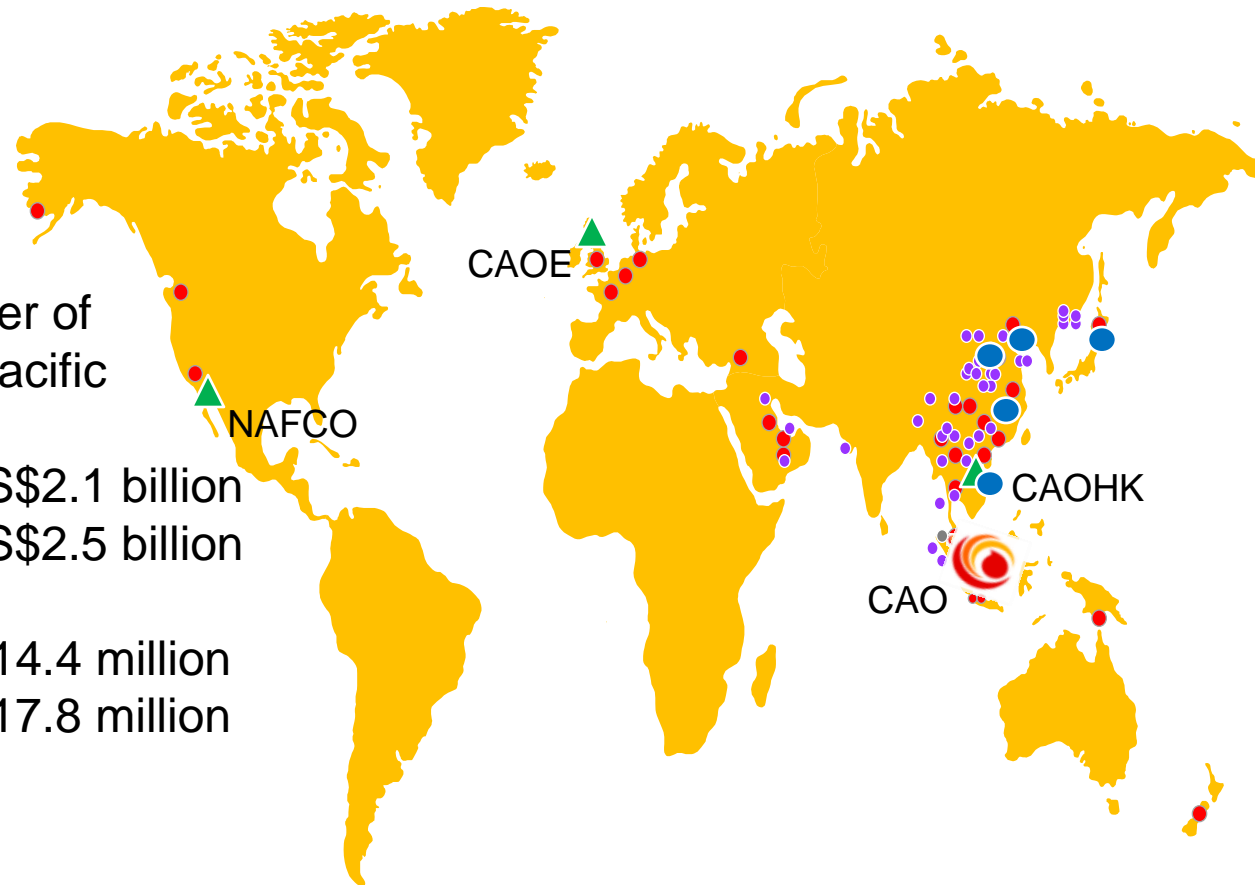 CAOE
er of
acific
NAFCO
S$2.1 billion
CAOHK
S$2.5 billion
CAO
14.4 million
17.8 million